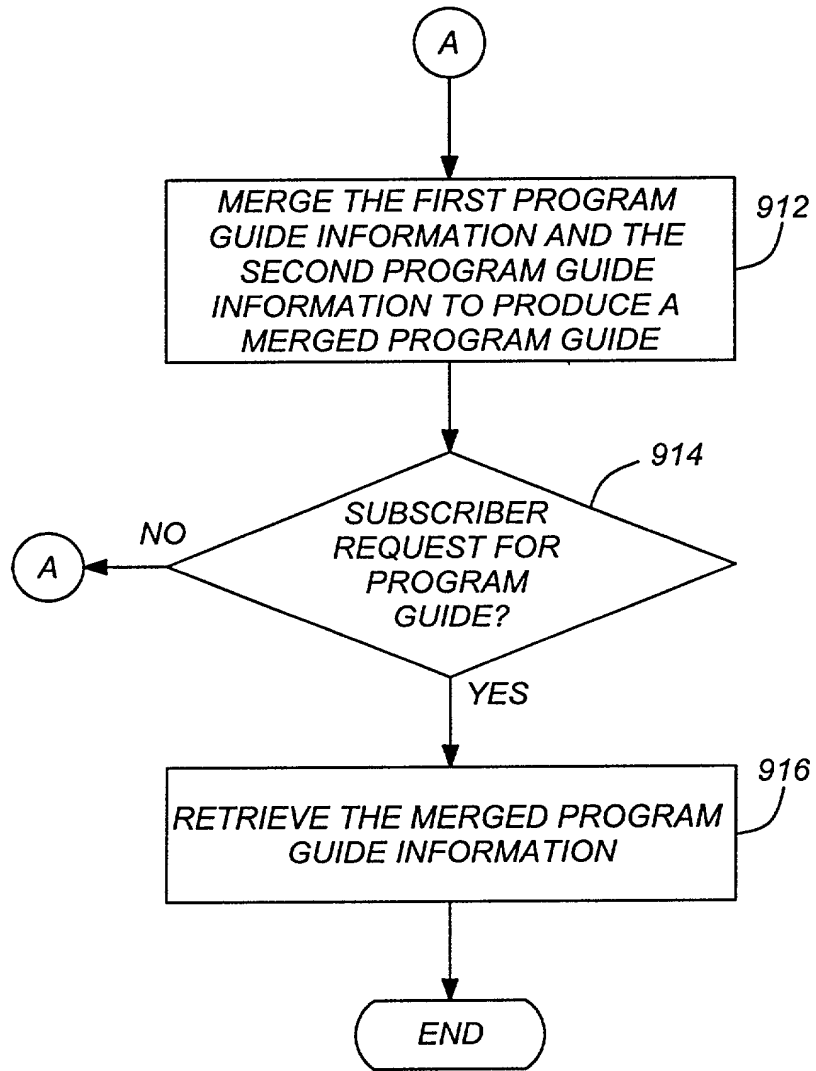 A
MERGE THE FIRST PROGRAM
GUIDE INFORMATION AND THE
SECOND PROGRAM GUIDE
INFORMATION TO PRODUCE A
MERGED PROGRAM GUIDE
912
914
SUBSCRIBER
REQUEST FOR
PROGRAM
GUIDE?
NO
A
YES
916
RETRIEVE THE MERGED PROGRAM
GUIDE INFORMATION
END